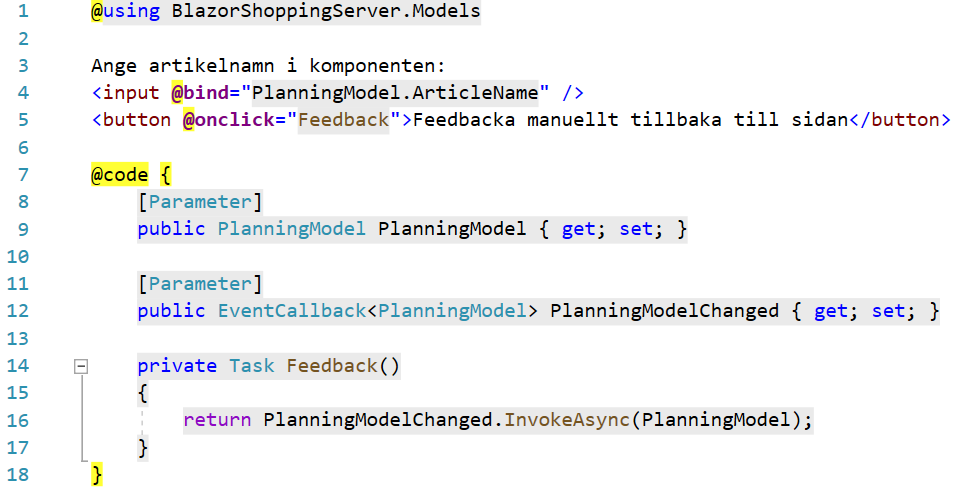 1 @using BlazorShoppingServer.Models
2
3 Ange artikelnamn i komponenten:
4 <input @bind="PlanningModel.ArticleName" />
5 <button @onclick="Feedback">Feedbacka manuellt tillbaka till sidan</button>
6
7 @code {
8 [Parameter]
9 public PlanningModel PlanningModel { get; set; }
10
11 [Parameter]
12 public EventCallback<PlanningModel> PlanningModelChanged { get; set; }
13
14 private Task Feedback()
15 {
16 return PlanningModelChanged.InvokeAsync(PlanningModel);
17 }
18 }